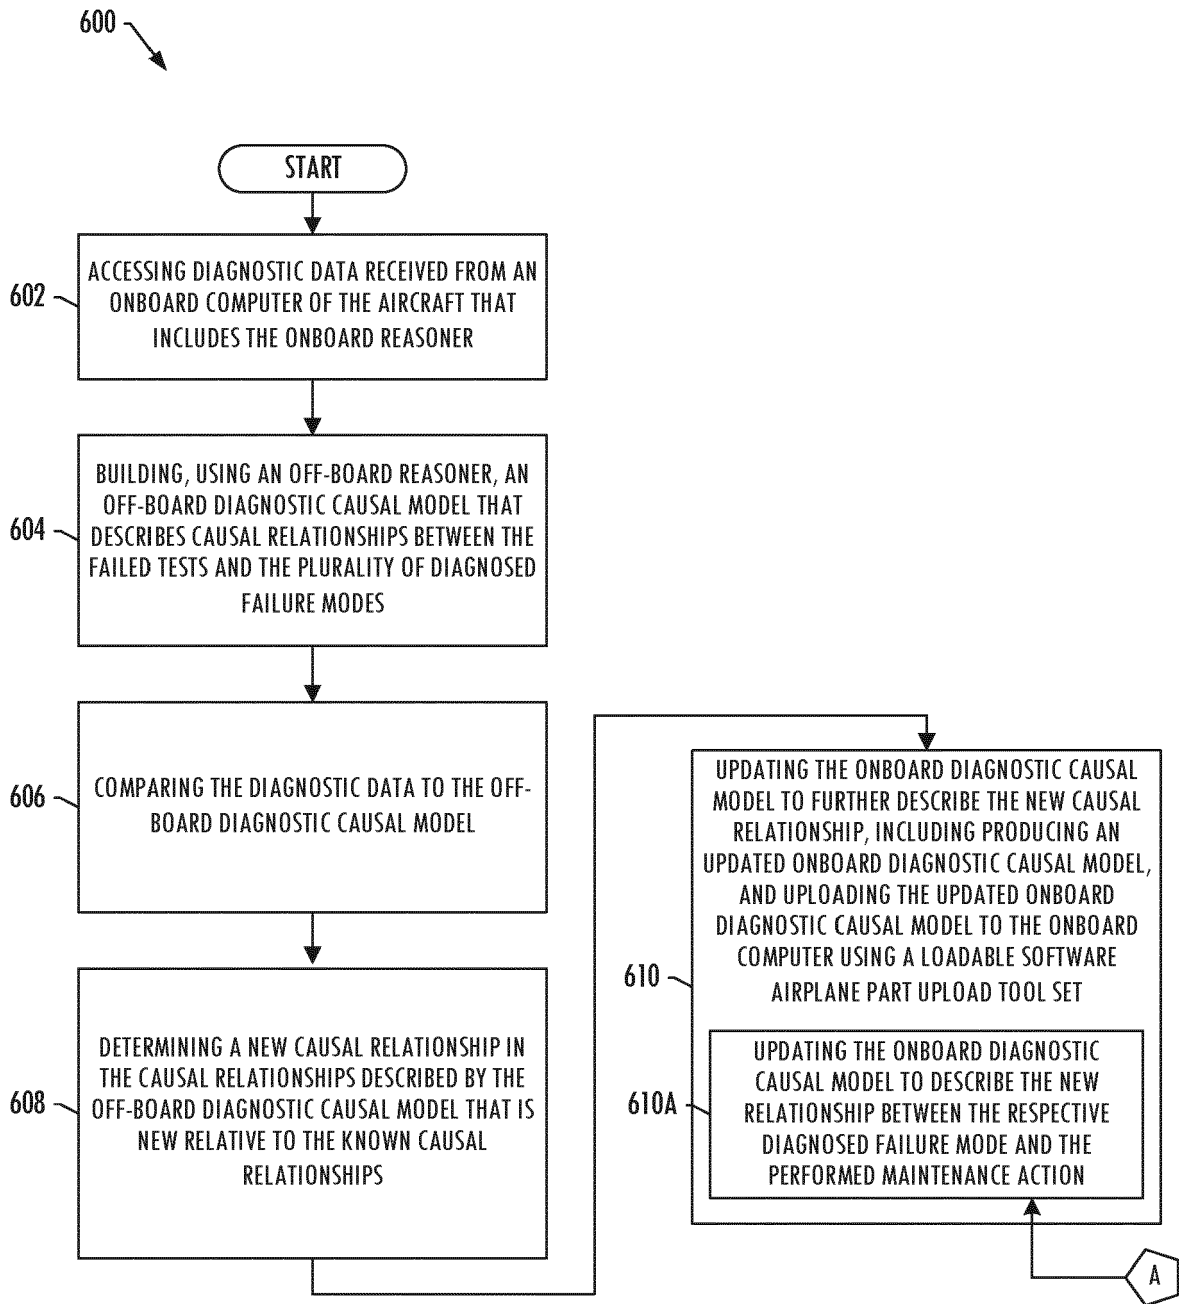 600
START
602
ACCESSING DIAGNOSTIC DATA RECEIVED FROM AN
ONBOARD COMPUTER OF THE AIRCRAFT THAT
INCLUDES THE ONBOARD REASONER
604
BUILDING, USING AN OFF-BOARD REASONER, AN
OFF-BOARD DIAGNOSTIC CAUSAL MODEL THAT
DESCRIBES CAUSAL RELATIONSHIPS BETWEEN THE
FAILED TESTS AND THE PLURALITY OF DIAGNOSED
FAILURE MODES
606
COMPARING THE DIAGNOSTIC DATA TO THE OFF-
BOARD DIAGNOSTIC CAUSAL MODEL
608
DETERMINING A NEW CAUSAL RELATIONSHIP IN
THE CAUSAL RELATIONSHIPS DESCRIBED BY THE
OFF-BOARD DIAGNOSTIC CAUSAL MODEL THAT IS
NEW RELATIVE TO THE KNOWN CAUSAL
RELATIONSHIPS
610
UPDATING THE ONBOARD DIAGNOSTIC CAUSAL
MODEL TO FURTHER DESCRIBE THE NEW CAUSAL
RELATIONSHIP, INCLUDING PRODUCING AN
UPDATED ONBOARD DIAGNOSTIC CAUSAL MODEL,
AND UPLOADING THE UPDATED ONBOARD
DIAGNOSTIC CAUSAL MODEL TO THE ONBOARD
COMPUTER USING A LOADABLE SOFTWARE
AIRPLANE PART UPLOAD TOOL SET
610A
UPDATING THE ONBOARD DIAGNOSTIC
CAUSAL MODEL TO DESCRIBE THE NEW
RELATIONSHIP BETWEEN THE RESPECTIVE
DIAGNOSED FAILURE MODE AND THE
PERFORMED MAINTENANCE ACTION
A